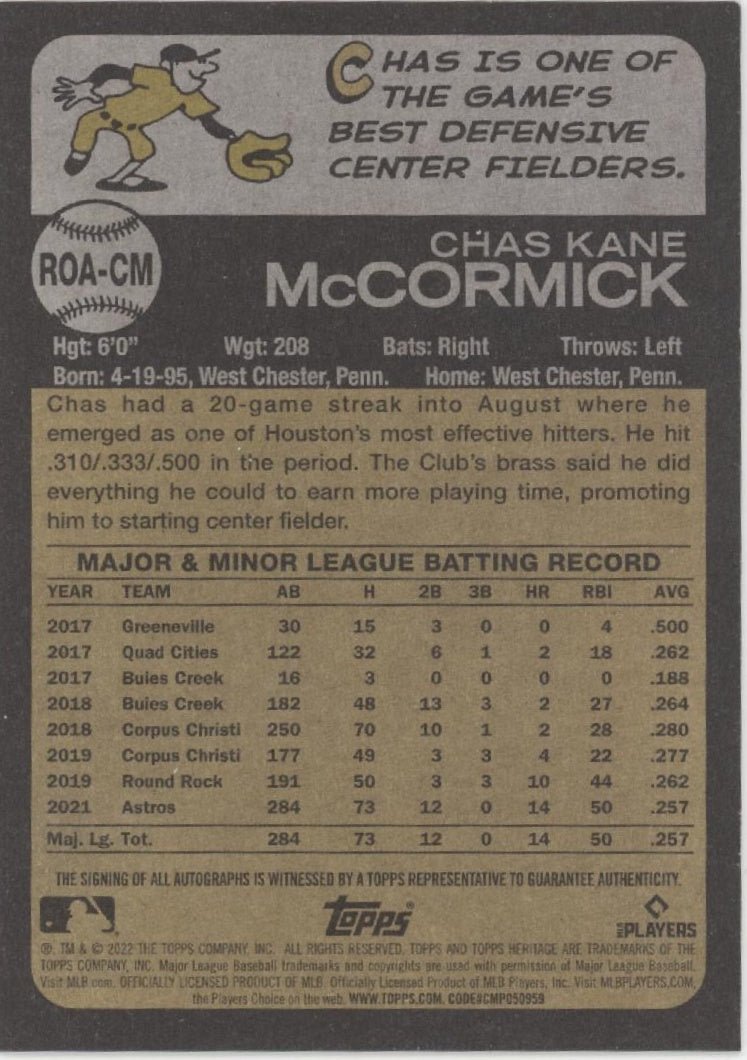 CHAS IS ONE OF
THE GAME'S
BEST DEFENSIVE
CENTER FIELDERS.
ROA-CM
CHAS KANE
McCORMICK
Hgt: 6'0" Wgt: 208 Bats: Right Throws: Left
Born: 4-19-95, West Chester, Penn. Home: West Chester, Penn.
Chas had a 20-game streak into August where he
emerged as one of Houston's most effective hitters. He hit
.310/.333/.500 in the period. The Club's brass said he did
everything he could to earn more playing time, promoting
him to starting center fielder.
MAJOR & MINOR LEAGUE BATTING RECORD
YEAR TEAM AB H 2B 3B HR RBI AVG
2017 Greeneville 30 15 3 0 0 4 .500
2017 Quad Cities 122 32 6 1 2 18 .262
2017 Buies Creek 16 3 0 0 0 0 .188
2018 Buies Creek 182 48 13 3 2 27 .264
2018 Corpus Christi 250 70 10 1 2 28 .280
2019 Corpus Christi 177 49 3 3 4 22 .277
2019 Round Rock 191 50 3 3 10 44 .262
2021 Astros 284 73 12 0 14 50 .257
Maj. Lg. Tot. 284 73 12 0 14 50 .257
THE SIGNING OF ALL AUTOGRAPHS IS WITNESSED BY A TOPPS REPRESENTATIVE TO GUARANTEE AUTHENTICITY.
Topps® MLB PLAYERS
®, TM & © 2022 THE TOPPS COMPANY, INC. ALL RIGHTS RESERVED. TOPPS AND TOPPS HERITAGE ARE TRADEMARKS OF THE
TOPPS COMPANY, INC. Major League Baseball trademarks and copyrights are used with permission of Major League Baseball.
Visit MLB.com. OFFICIALLY LICENSED PRODUCT OF MLB. Officially Licensed Product of MLB Players, Inc. Visit MLBPLAYERS.COM,
the Players Choice on the web. WWW.TOPPS.COM. CODE#CMP050959